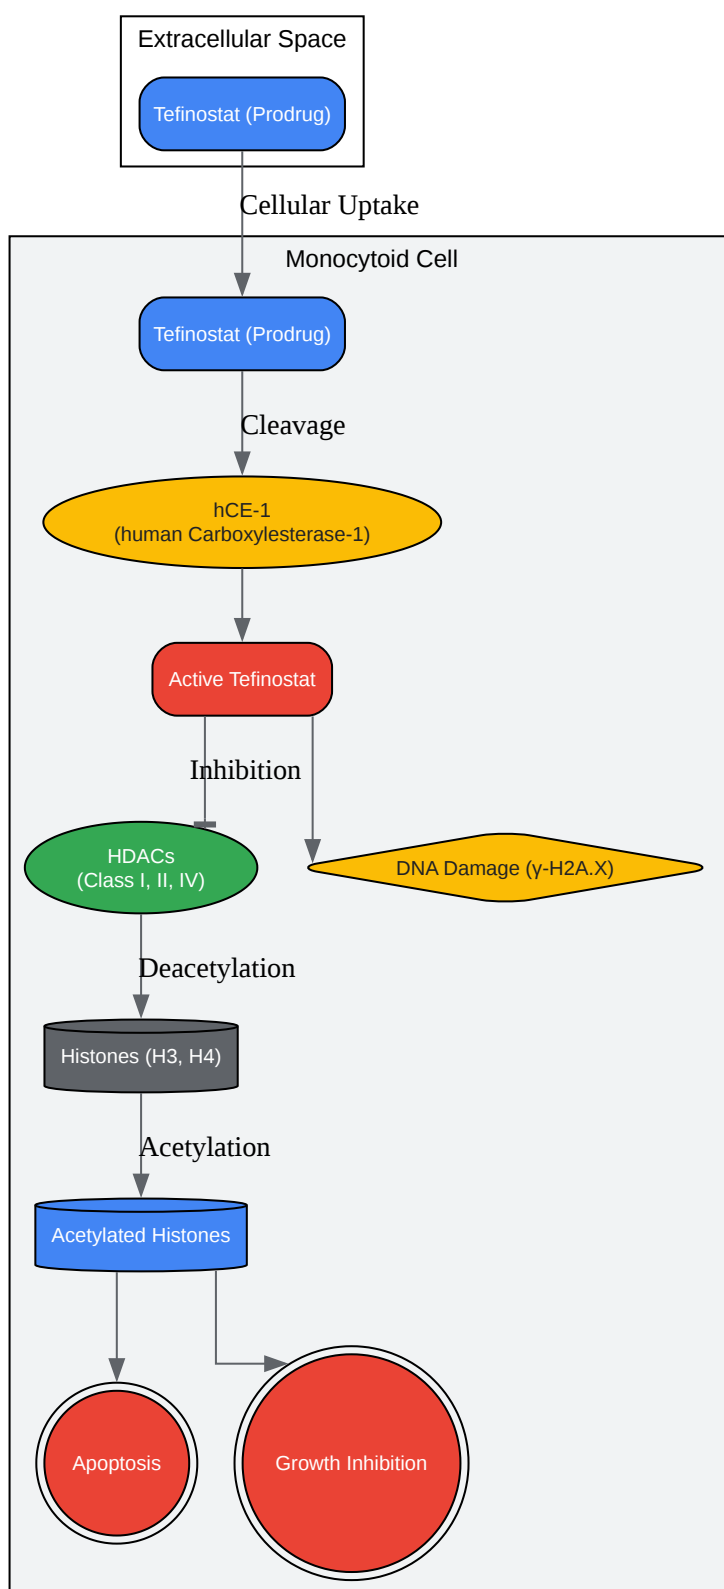 Extracellular Space
Tefinostat (Prodrug)
Cellular Uptake
Monocytoid Cell
Tefinostat (Prodrug)
Cleavage
hCE-1
(human Carboxylesterase-1)
Active Tefinostat
Inhibition
HDACs
(Class I, II, IV)
DNA Damage (γ-H2A.X)
Deacetylation
Histones (H3, H4)
Acetylation
Acetylated Histones
Apoptosis
Growth Inhibition